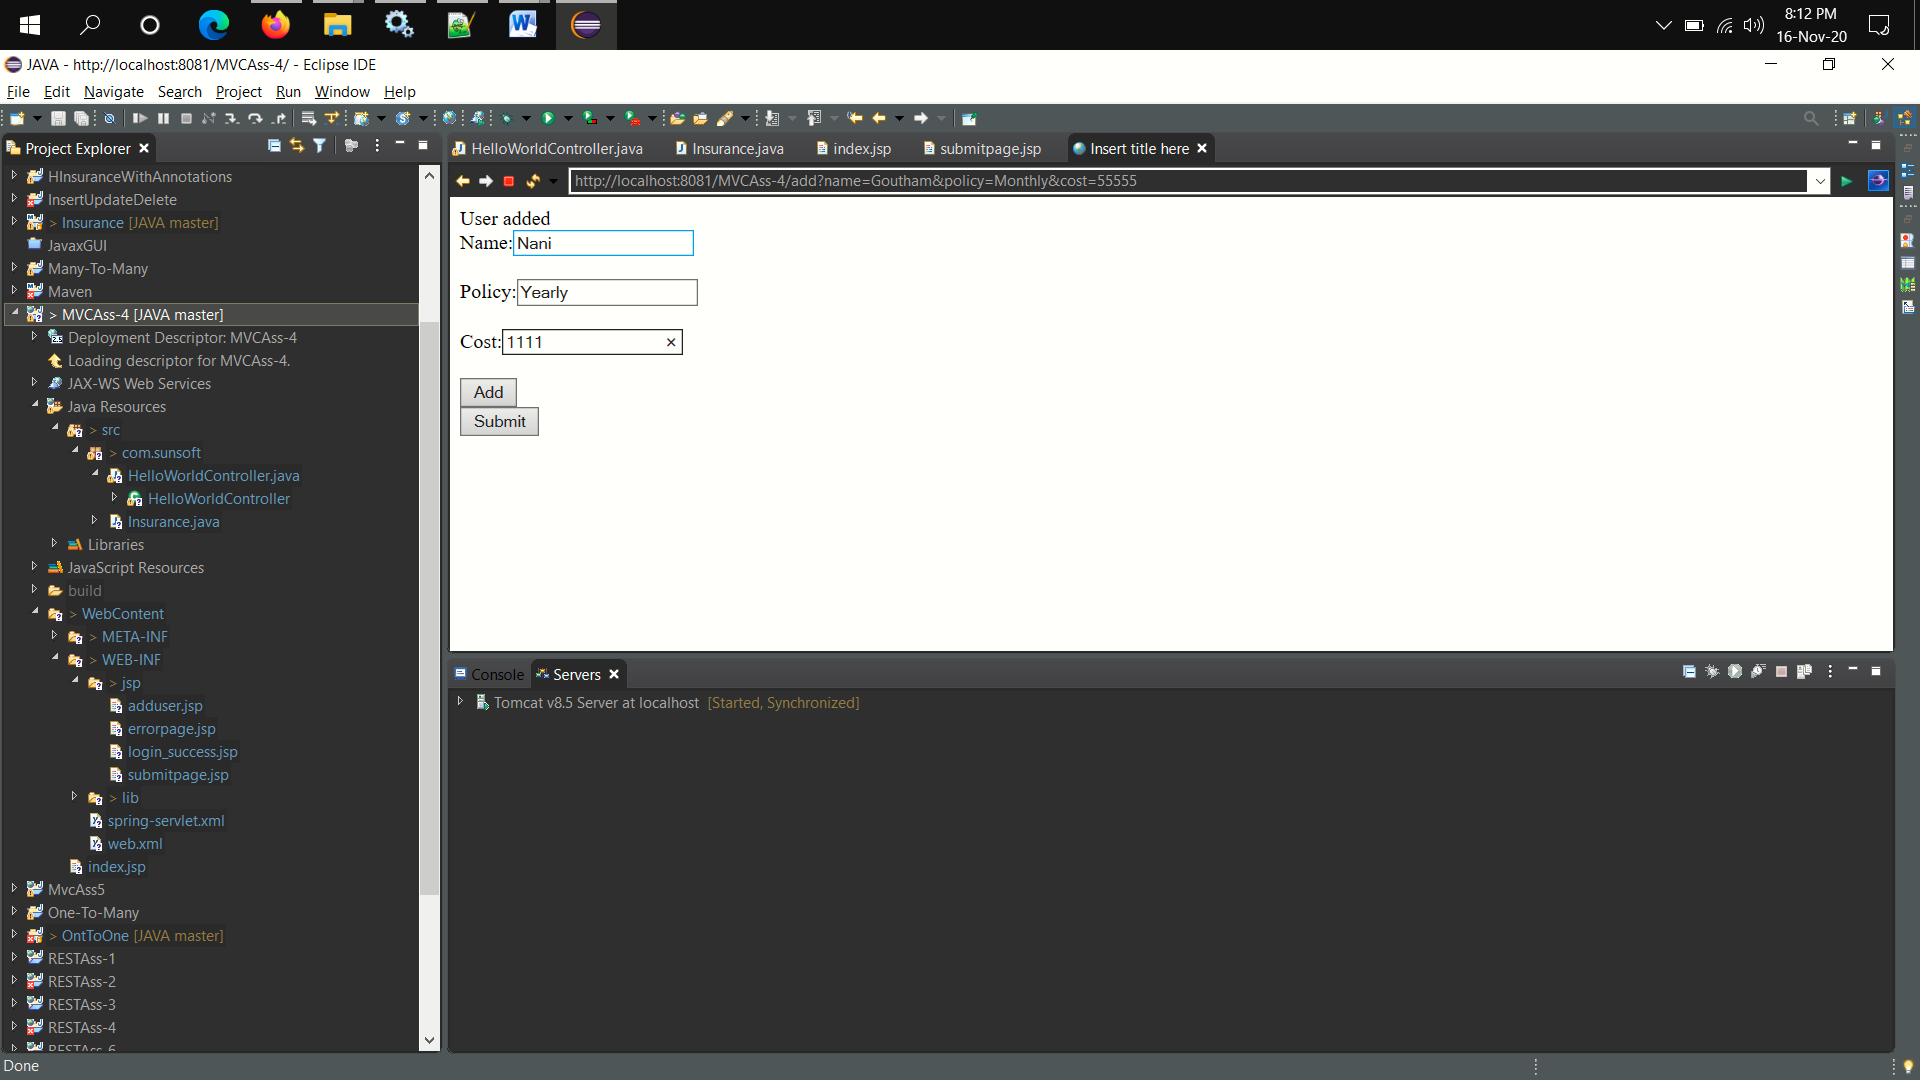 8:12 PM
16-Nov-20
JAVA - http://localhost:8081/MVCAss-4/ - Eclipse IDE
File Edit Navigate Search Project Run Window Help
Project Explorer
HInsuranceWithAnnotations
InsertUpdateDelete
> Insurance [JAVA master]
JavaxGUI
Many-To-Many
Maven
> MVCAss-4 [JAVA master]
Deployment Descriptor: MVCAss-4
Loading descriptor for MVCAss-4.
JAX-WS Web Services
Java Resources
> src
> com.sunsoft
HelloWorldController.java
HelloWorldController
Insurance.java
Libraries
JavaScript Resources
build
> WebContent
> META-INF
> WEB-INF
> jsp
adduser.jsp
errorpage.jsp
login_success.jsp
submitpage.jsp
> lib
spring-servlet.xml
web.xml
index.jsp
MvcAss5
One-To-Many
> OntToOne [JAVA master]
RESTAss-1
RESTAss-2
RESTAss-3
RESTAss-4
RESTAss-6
HelloWorldController.java Insurance.java index.jsp submitpage.jsp Insert title here
http://localhost:8081/MVCAss-4/add?name=Goutham&policy=Monthly&cost=55555
User added
Name: Nani
Policy: Yearly
Cost: 1111
Add
Submit
Console Servers
Tomcat v8.5 Server at localhost [Started, Synchronized]
Done